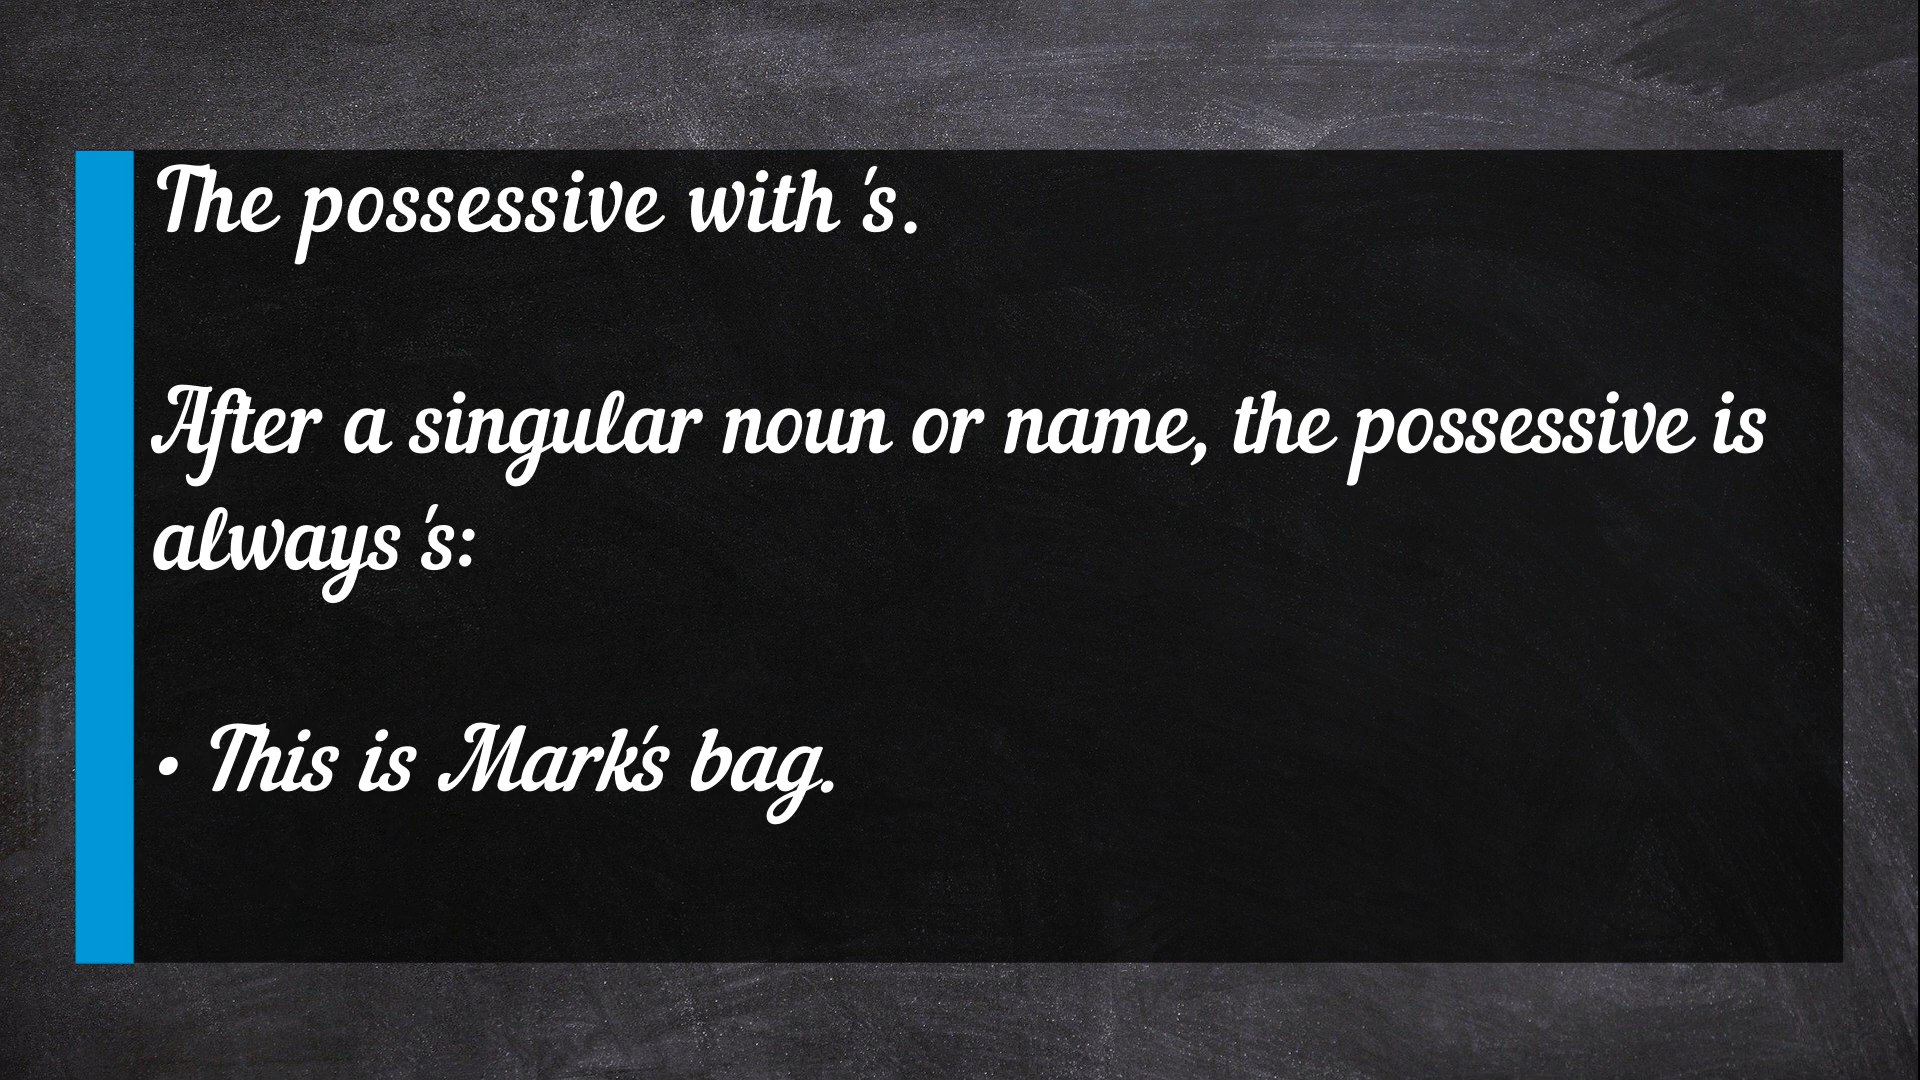 The possessive with 's.
After a singular noun or name, the possessive is
always 's:
• This is Mark's bag.